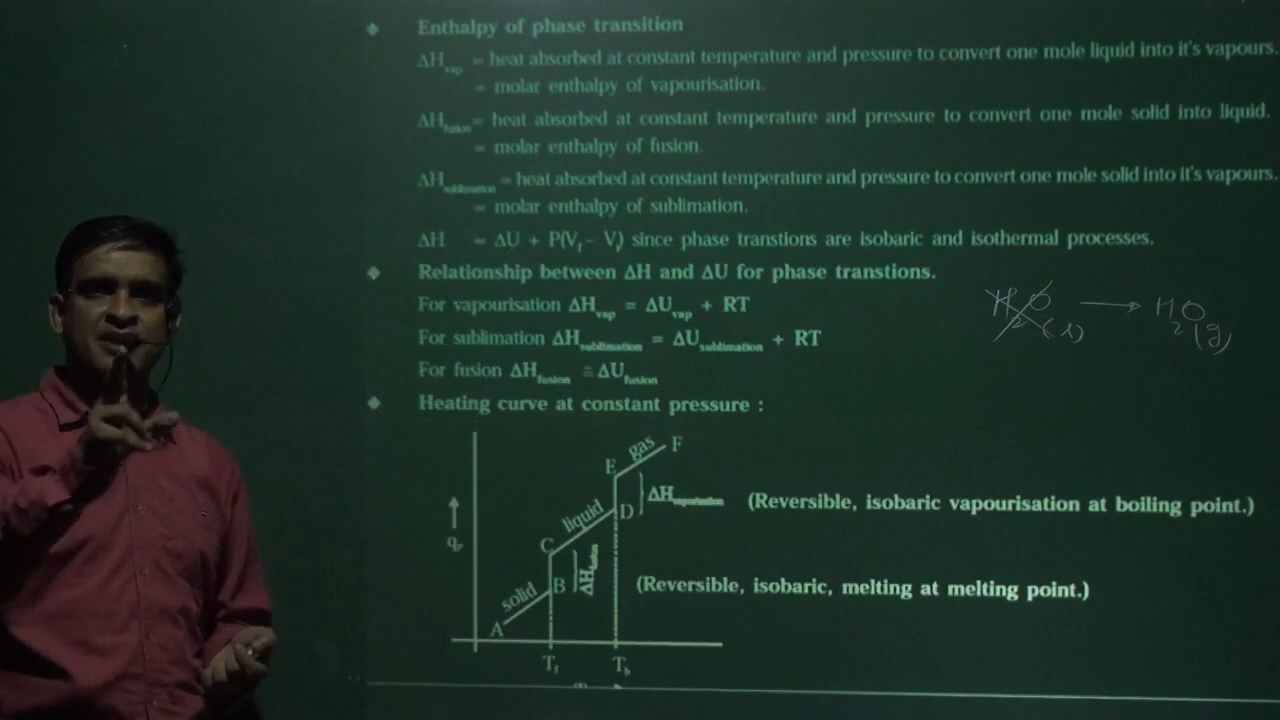 Enthalpy of phase transition
ΔHvap = heat absorbed at constant temperature and pressure to convert one mole liquid into it's vapours.
= molar enthalpy of vapourisation.
ΔHfusion = heat absorbed at constant temperature and pressure to convert one mole solid into liquid.
= molar enthalpy of fusion.
ΔHsublimation = heat absorbed at constant temperature and pressure to convert one mole solid into it's vapours.
= molar enthalpy of sublimation.
ΔH = ΔU + P(Vf – Vi) since phase transtions are isobaric and isothermal processes.
Relationship between ΔH and ΔU for phase transtions.
For vapourisation ΔHvap = ΔUvap + RT
For sublimation ΔHsublimation = ΔUsublimation + RT
For fusion ΔHfusion ≅ ΔUfusion
H2O(s) → H2O(g)
Heating curve at constant pressure :
qp
A
solid
B
C
ΔHfusion
liquid
D
E
gas
F
ΔHvapourisation
(Reversible, isobaric vapourisation at boiling point.)
(Reversible, isobaric, melting at melting point.)
Tf
Tb